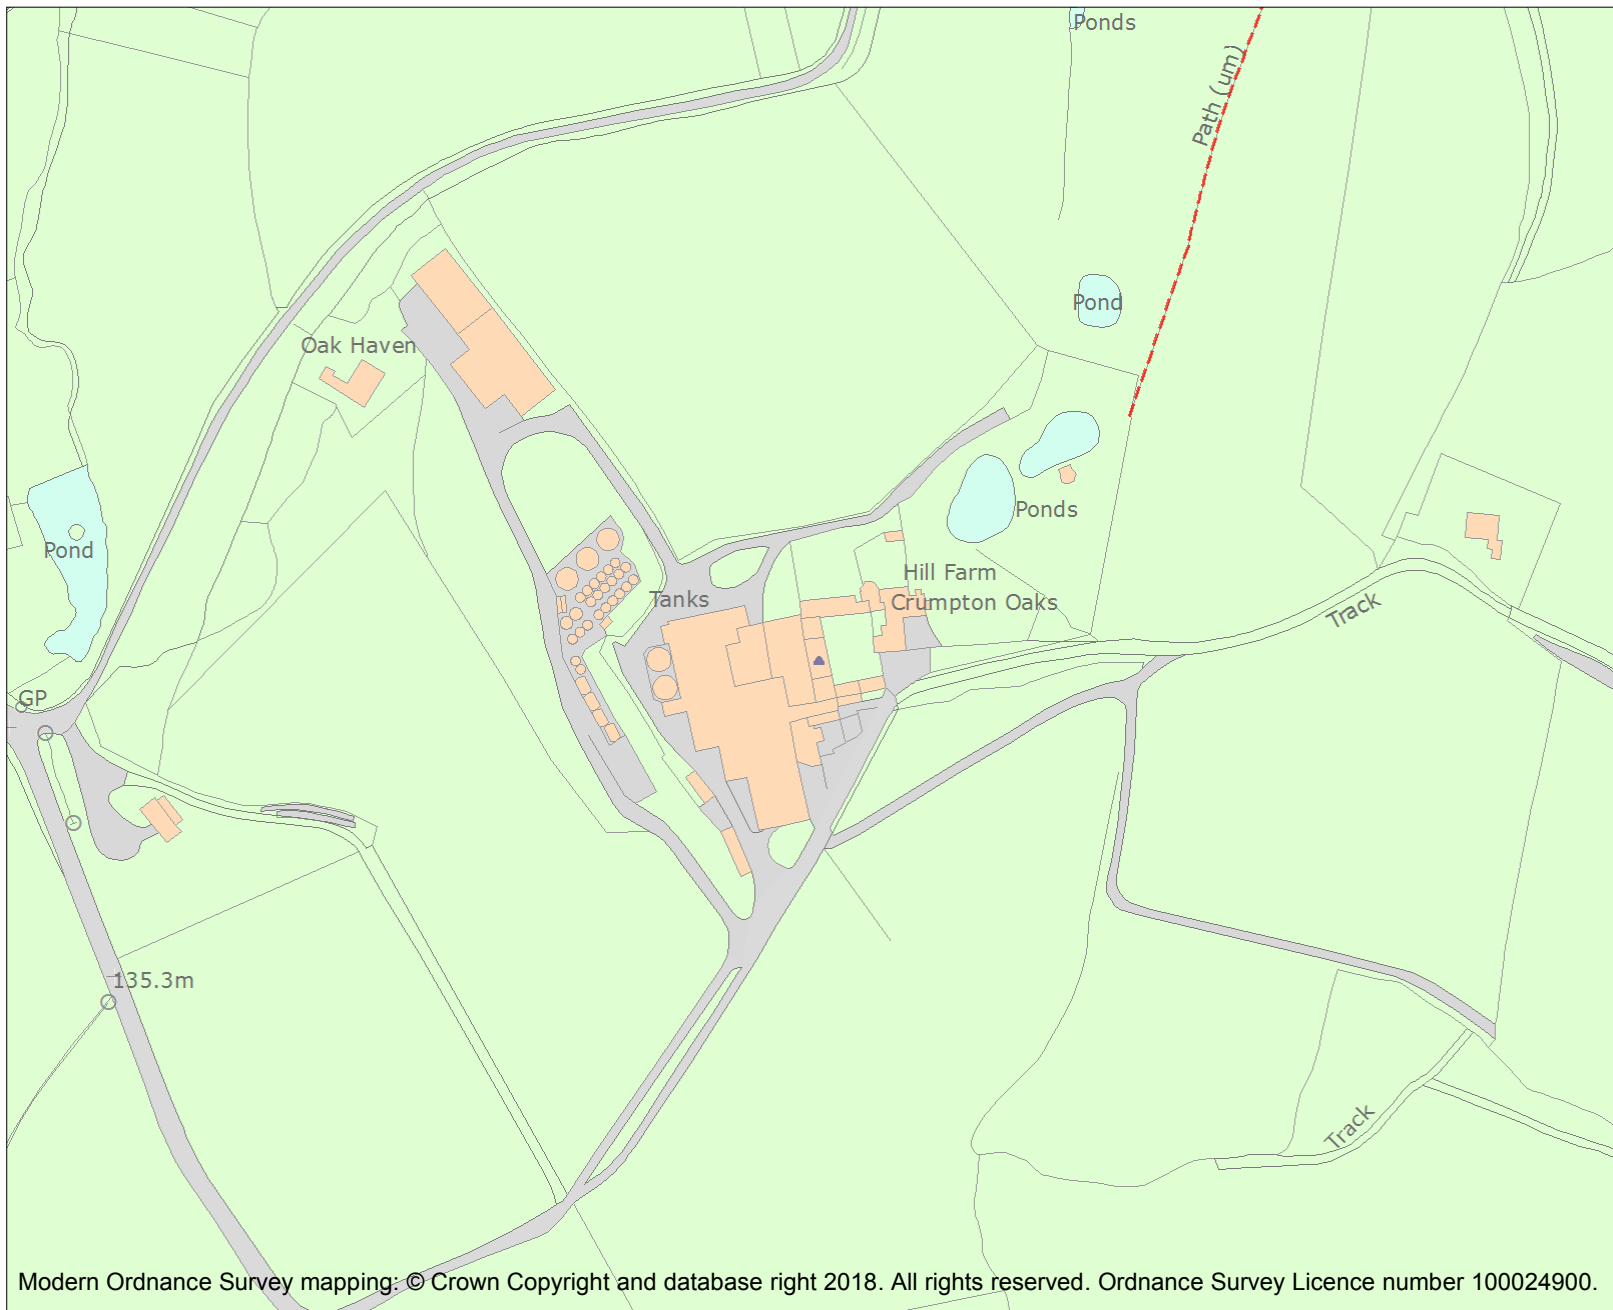 Ponds
Path (um)
Pond
Oak Haven
Ponds
Pond
Hill Farm
Tanks
Crumpton Oaks
Track
GP
135.3m
Track
Modern Ordnance Survey mapping: © Crown Copyright and database right 2018. All rights reserved. Ordnance Survey Licence number 100024900.